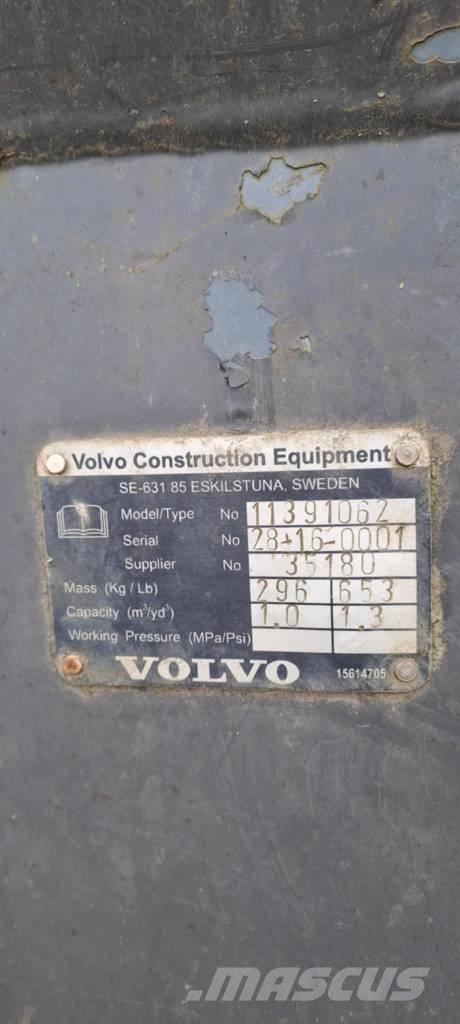 Volvo Construction Equipment
SE-631 85 ESKILSTUNA, SWEDEN
Model/Type No 11391062
Serial No 28-16-0001
Supplier No 35180
Mass (Kg / Lb) 296 653
Capacity (m³/yd³) 1.0 1.3
Working Pressure (MPa/Psi)
VOLVO 15614705
MASCUS